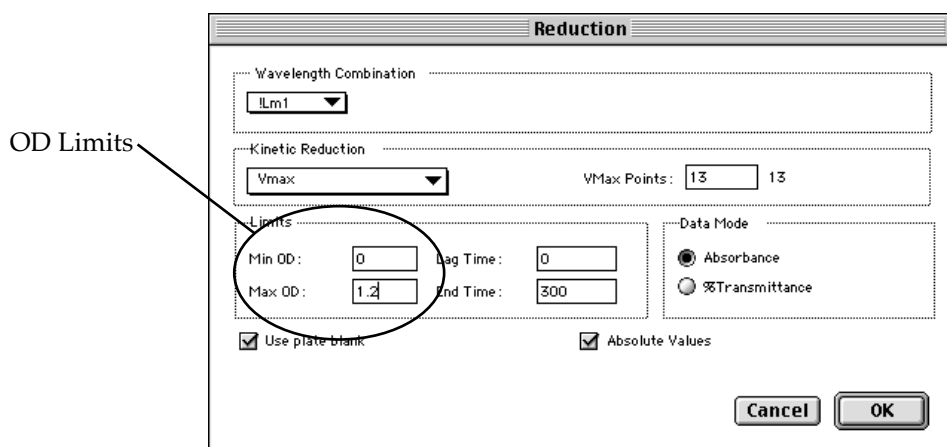 Reduction
Wavelength Combination
!Lm1
OD Limits
Kinetic Reduction
Vmax
VMax Points: 13 13
Limits
Min OD: 0 Lag Time: 0
Max OD: 1.2 End Time: 300
Data Mode
Absorbance
%Transmittance
Use plate blank
Absolute Values
Cancel OK